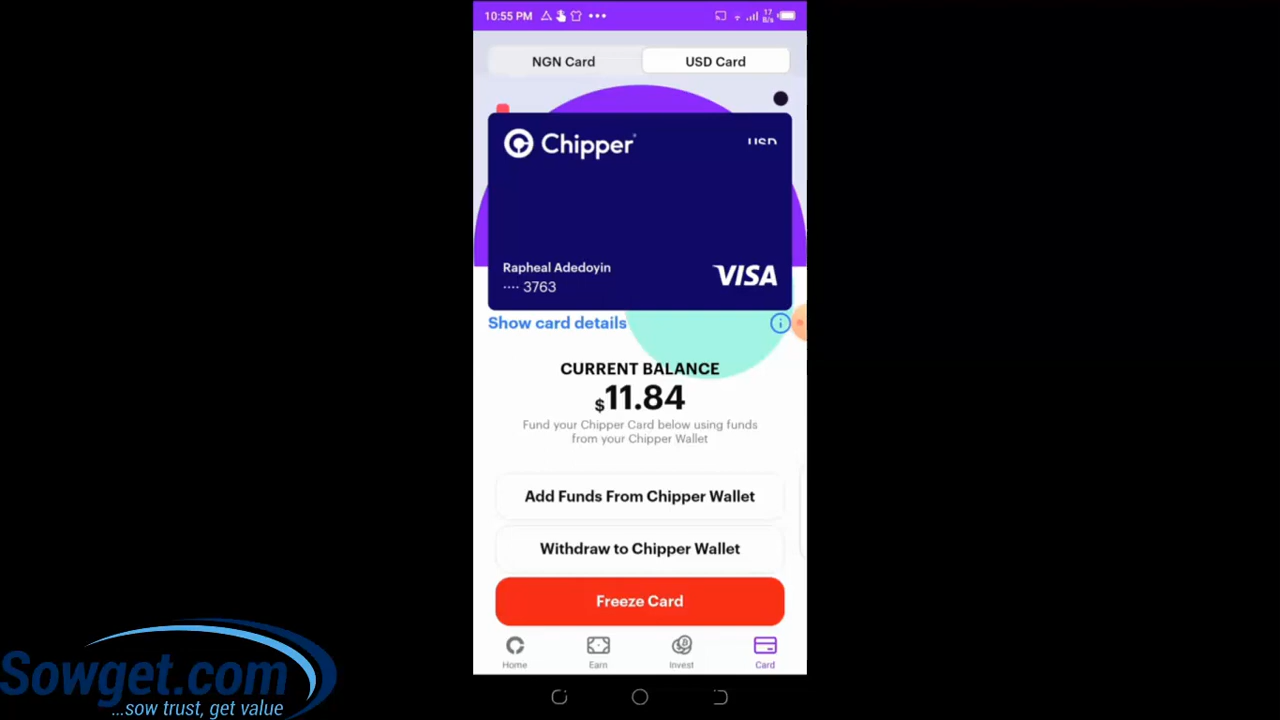 10:55 PM
17
B/s
NGN Card
USD Card
Chipper
USD
Rapheal Adedoyin
.... 3763
VISA
Show card details
CURRENT BALANCE
$11.84
Fund your Chipper Card below using funds
from your Chipper Wallet
Add Funds From Chipper Wallet
Withdraw to Chipper Wallet
Freeze Card
Home
Earn
Invest
Card
Sowget.com
...sow trust, get value